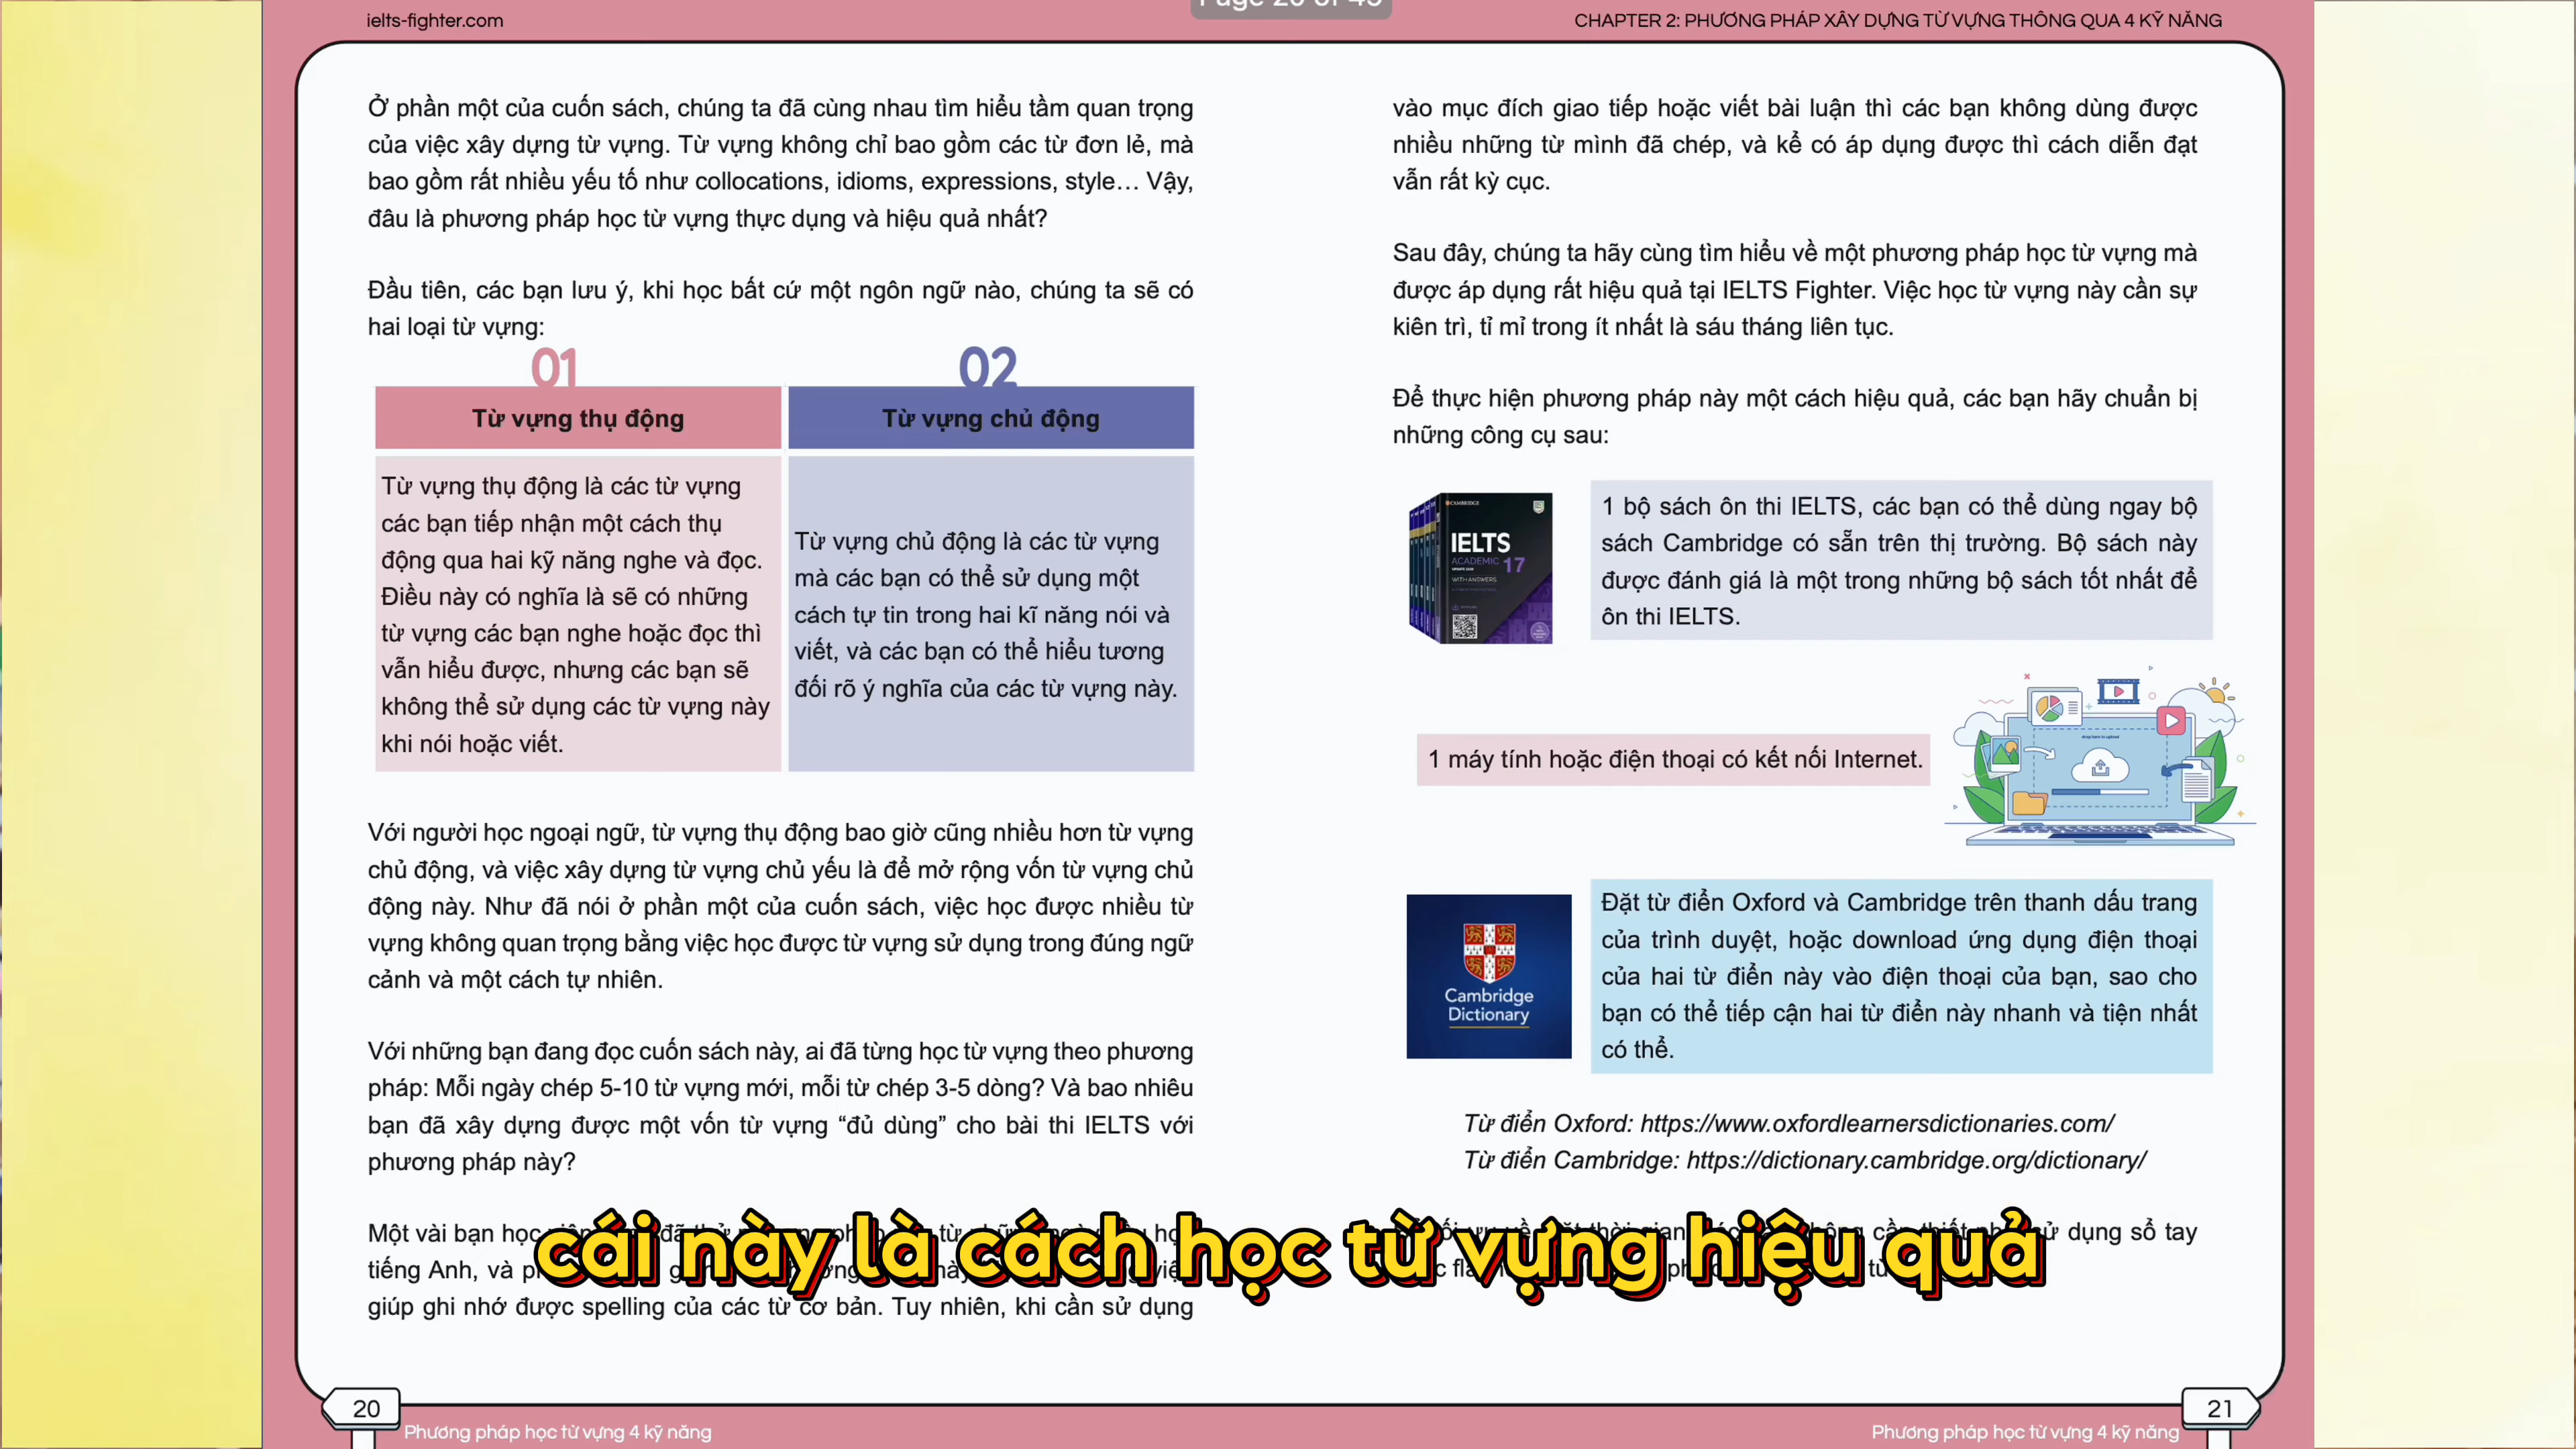 ielts-fighter.com
CHAPTER 2: PHƯƠNG PHÁP XÂY DỰNG TỪ VỰNG THÔNG QUA 4 KỸ NĂNG
Ở phần một của cuốn sách, chúng ta đã cùng nhau tìm hiểu tầm quan trọng
của việc xây dựng từ vựng. Từ vựng không chỉ bao gồm các từ đơn lẻ, mà
bao gồm rất nhiều yếu tố như collocations, idioms, expressions, style... Vậy,
đâu là phương pháp học từ vựng thực dụng và hiệu quả nhất?
Đầu tiên, các bạn lưu ý, khi học bất cứ một ngôn ngữ nào, chúng ta sẽ có
hai loại từ vựng:
01
Từ vựng thụ động
Từ vựng thụ động là các từ vựng
các bạn tiếp nhận một cách thụ
động qua hai kỹ năng nghe và đọc.
Điều này có nghĩa là sẽ có những
từ vựng các bạn nghe hoặc đọc thì
vẫn hiểu được, nhưng các bạn sẽ
không thể sử dụng các từ vựng này
khi nói hoặc viết.
02
Từ vựng chủ động
Từ vựng chủ động là các từ vựng
mà các bạn có thể sử dụng một
cách tự tin trong hai kĩ năng nói và
viết, và các bạn có thể hiểu tương
đối rõ ý nghĩa của các từ vựng này.
Với người học ngoại ngữ, từ vựng thụ động bao giờ cũng nhiều hơn từ vựng
chủ động, và việc xây dựng từ vựng chủ yếu là để mở rộng vốn từ vựng chủ
động này. Như đã nói ở phần một của cuốn sách, việc học được nhiều từ
vựng không quan trọng bằng việc học được từ vựng sử dụng trong đúng ngữ
cảnh và một cách tự nhiên.
Với những bạn đang đọc cuốn sách này, ai đã từng học từ vựng theo phương
pháp: Mỗi ngày chép 5-10 từ vựng mới, mỗi từ chép 3-5 dòng? Và bao nhiêu
bạn đã xây dựng được một vốn từ vựng “đủ dùng” cho bài thi IELTS với
phương pháp này?
Một vài bạn học
tiếng Anh, và
giúp ghi nhớ được spelling của các từ cơ bản. Tuy nhiên, khi cần sử dụng
20
Phương pháp học từ vựng 4 kỹ năng
vào mục đích giao tiếp hoặc viết bài luận thì các bạn không dùng được
nhiều những từ mình đã chép, và kể có áp dụng được thì cách diễn đạt
vẫn rất kỳ cục.
Sau đây, chúng ta hãy cùng tìm hiểu về một phương pháp học từ vựng mà
được áp dụng rất hiệu quả tại IELTS Fighter. Việc học từ vựng này cần sự
kiên trì, tỉ mỉ trong ít nhất là sáu tháng liên tục.
Để thực hiện phương pháp này một cách hiệu quả, các bạn hãy chuẩn bị
những công cụ sau:
CAMBRIDGE
IELTS
ACADEMIC 17
WITH ANSWERS
1 bộ sách ôn thi IELTS, các bạn có thể dùng ngay bộ
sách Cambridge có sẵn trên thị trường. Bộ sách này
được đánh giá là một trong những bộ sách tốt nhất để
ôn thi IELTS.
1 máy tính hoặc điện thoại có kết nối Internet.
Cambridge
Dictionary
Đặt từ điển Oxford và Cambridge trên thanh dấu trang
của trình duyệt, hoặc download ứng dụng điện thoại
của hai từ điển này vào điện thoại của bạn, sao cho
bạn có thể tiếp cận hai từ điển này nhanh và tiện nhất
có thể.
Từ điển Oxford: https://www.oxfordlearnersdictionaries.com/
Từ điển Cambridge: https://dictionary.cambridge.org/dictionary/
dụng sổ tay
21
Phương pháp học từ vựng 4 kỹ năng
cái này là cách học từ vựng hiệu quả